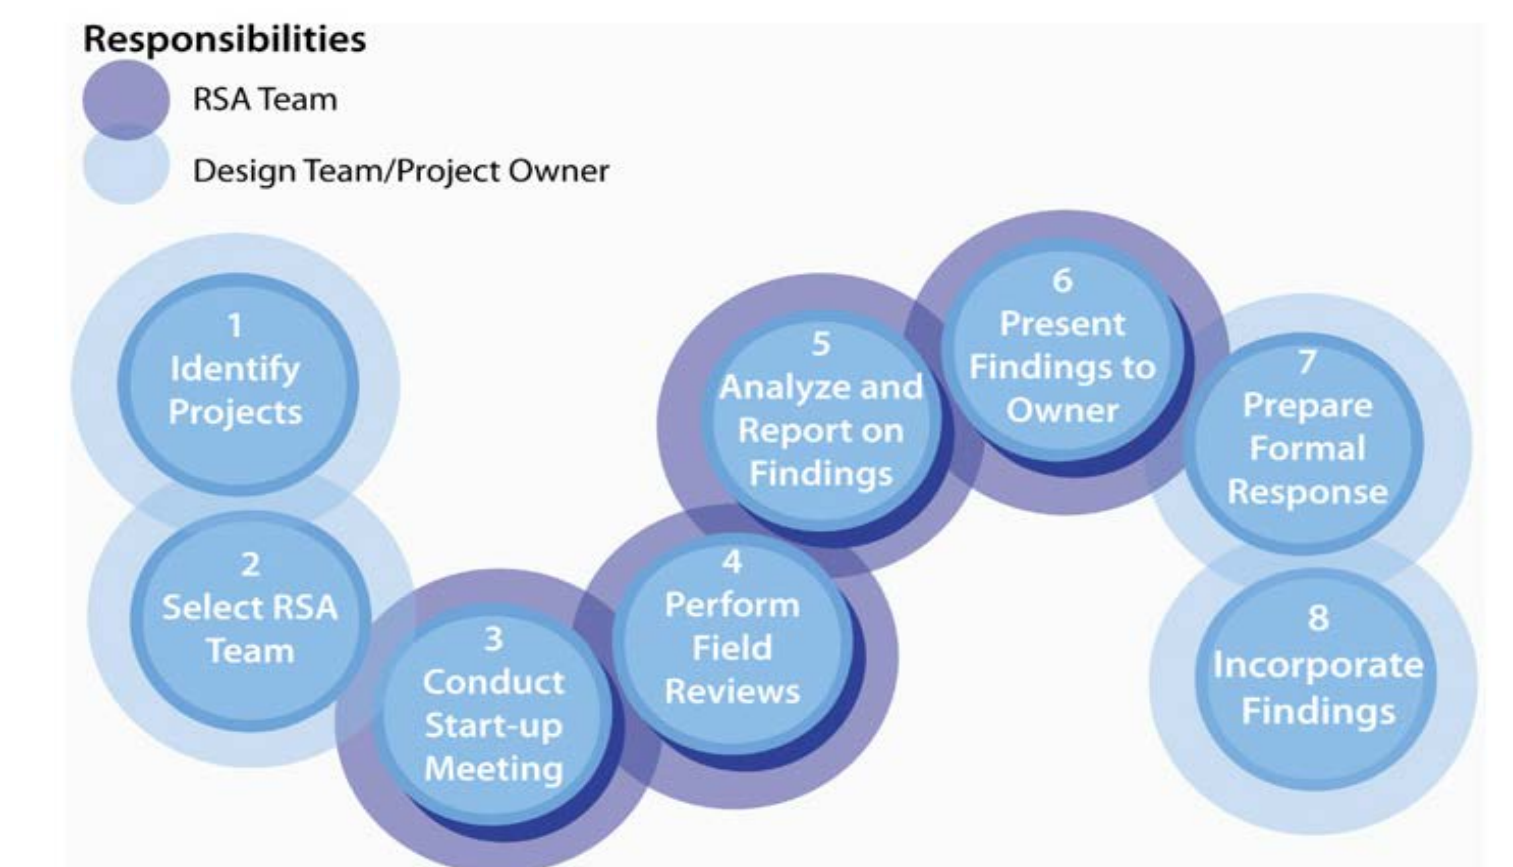 Responsibilities
RSA Team
Design Team/Project Owner
1
Identify
Projects
2
Select RSA
Team
3
Conduct
Start-up
Meeting
4
Perform
Field
Reviews
5
Analyze and
Report on
Findings
6
Present
Findings to
Owner
7
Prepare
Formal
Response
8
Incorporate
Findings